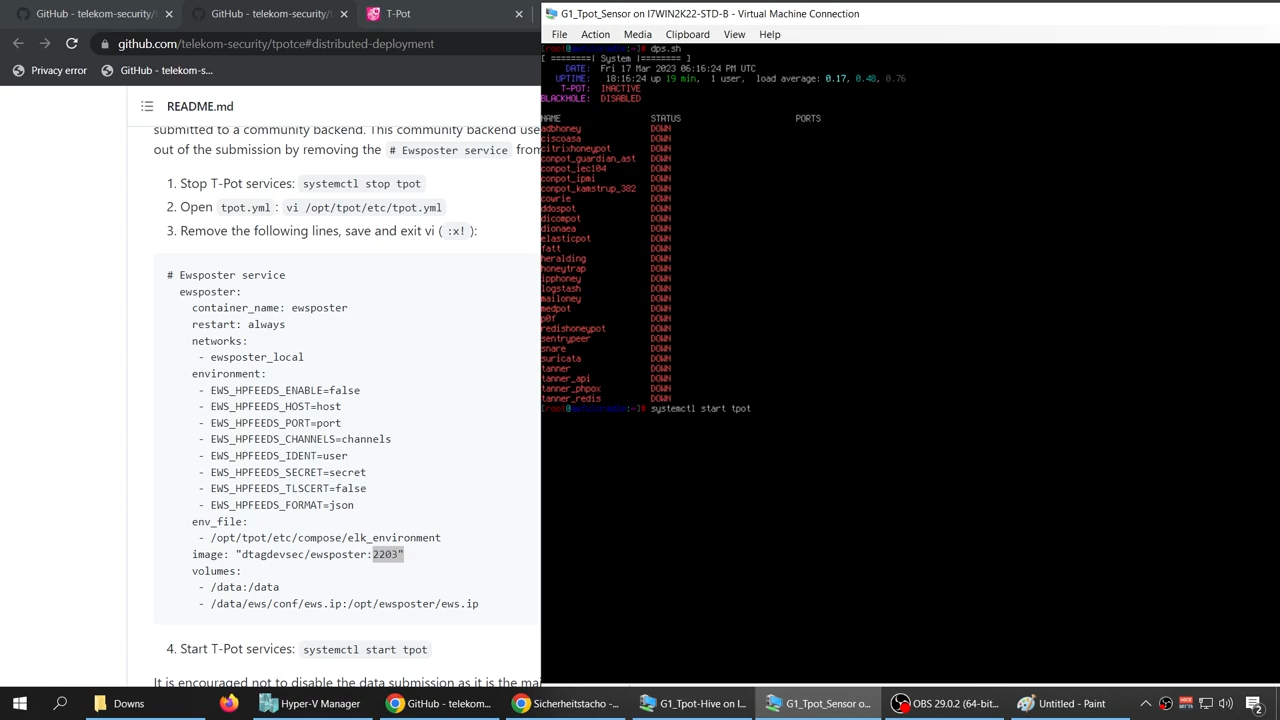 GitHub - telekom-security/
T-Pot
github.com/telekom-security/tpotce#distributed-deployment
Privacy error
GitHub - telekom-s...
README.md
submitted to a community backend. This community backend use
out of the submission by removing the # Ewsposter service from
1. Stop T-Pot services: systemctl stop tpot
2. Open tpot.yml : vi /opt/tpot/etc/tpot.yml
3. Remove the following lines, save and exit vi ( :x! ):
# Ewsposter service
ewsposter:
container_name: ewsposter
restart: always
networks:
- ewsposter_local
environment:
- EWS_HPFEEDS_ENABLE=false
- EWS_HPFEEDS_HOST=host
- EWS_HPFEEDS_PORT=port
- EWS_HPFEEDS_CHANNELS=channels
- EWS_HPFEEDS_IDENT=user
- EWS_HPFEEDS_SECRET=secret
- EWS_HPFEEDS_TLSCERT=false
- EWS_HPFEEDS_FORMAT=json
env_file:
- /opt/tpot/etc/compose/elk_environment
image: "dtagdevsec/ewsposter:2203"
volumes:
- /data:/data
- /data/ews/conf/ews.ip:/opt/ewsposter/ews.ip
4. Start T-Pot services: systemctl start tpot
It is encouraged not to disable the data submission as it is the ma
G1_Tpot_Sensor on I7WIN2K22-STD-B - Virtual Machine Connection
File Action Media Clipboard View Help
dps.sh
[ ========| System |======== ]
DATE: Fri 17 Mar 2023 06:16:24 PM UTC
UPTIME: 18:16:24 up 19 min, 1 user, load average: 0.17, 0.48, 0.76
T-POT: INACTIVE
BLACKHOLE: DISABLED
NAME STATUS PORTS
adbhoney DOWN
ciscoasa DOWN
citrixhoneypot DOWN
conpot_guardian_ast DOWN
conpot_iec104 DOWN
conpot_ipmi DOWN
conpot_kamstrup_382 DOWN
cowrie DOWN
ddospot DOWN
dicompot DOWN
dionaea DOWN
elasticpot DOWN
fatt DOWN
heralding DOWN
honeytrap DOWN
ipphoney DOWN
logstash DOWN
mailoney DOWN
medpot DOWN
p0f DOWN
redishoneypot DOWN
sentrypeer DOWN
snare DOWN
suricata DOWN
tanner DOWN
tanner_api DOWN
tanner_phpox DOWN
tanner_redis DOWN
systemctl start tpot
Downs
Hyper-V Manager
GitHub - telekom...
Sicherheitstacho -...
G1_Tpot-Hive on I...
G1_Tpot_Sensor o...
OBS 29.0.2 (64-bit...
Untitled - Paint
2